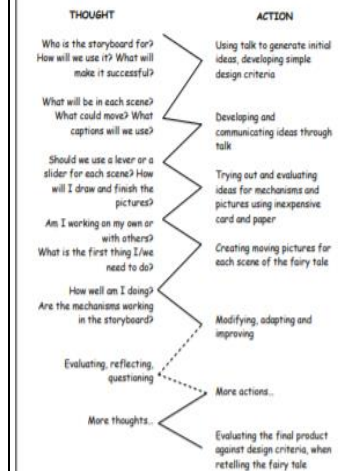 THOUGHT
ACTION
Who is the storyboard for?
How will we use it? What will
make it successful?
Using talk to generate initial
ideas, developing simple
design criteria
What will be in each scene?
What could move? What
captions will we use?
Developing and
communicating ideas through
talk
Should we use a lever or a
slider for each scene? How
will I draw and finish the
pictures?
Trying out and evaluating
ideas for mechanisms and
pictures using inexpensive
card and paper
Am I working on my own or
with others?
What is the first thing I/we
need to do?
Creating moving pictures for
each scene of the fairy tale
How well am I doing?
Are the mechanisms working
in the storyboard?
Modifying, adapting and
improving
Evaluating, reflecting,
questioning
More actions…
More thoughts…
Evaluating the final product
against design criteria, when
retelling the fairy tale